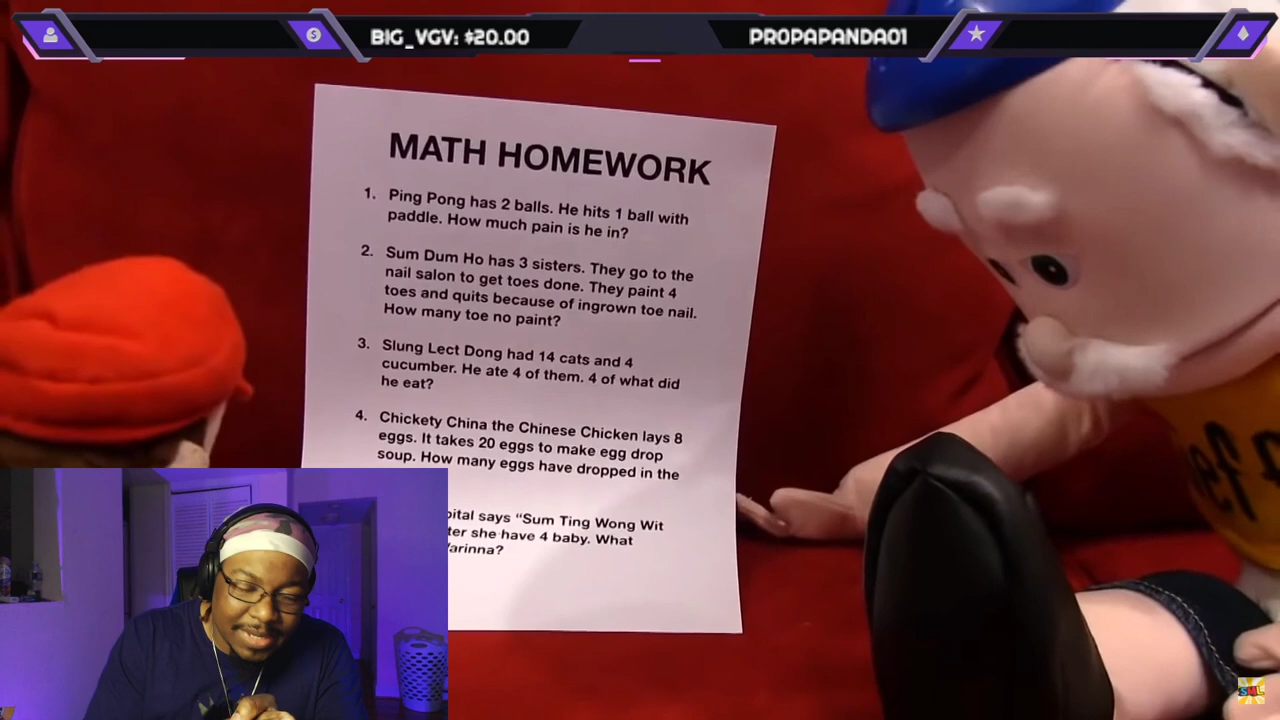 BIG_VGV: $20.00
PROPAPANDA01
MATH HOMEWORK
1. Ping Pong has 2 balls. He hits 1 ball with
paddle. How much pain is he in?
2. Sum Dum Ho has 3 sisters. They go to the
nail salon to get toes done. They paint 4
toes and quits because of ingrown toe nail.
How many toe no paint?
3. Slung Lect Dong had 14 cats and 4
cucumber. He ate 4 of them. 4 of what did
he eat?
4. Chickety China the Chinese Chicken lays 8
eggs. It takes 20 eggs to make egg drop
soup. How many eggs have dropped in the
says “Sum Ting Wong Wit
she have 4 baby. What
SML